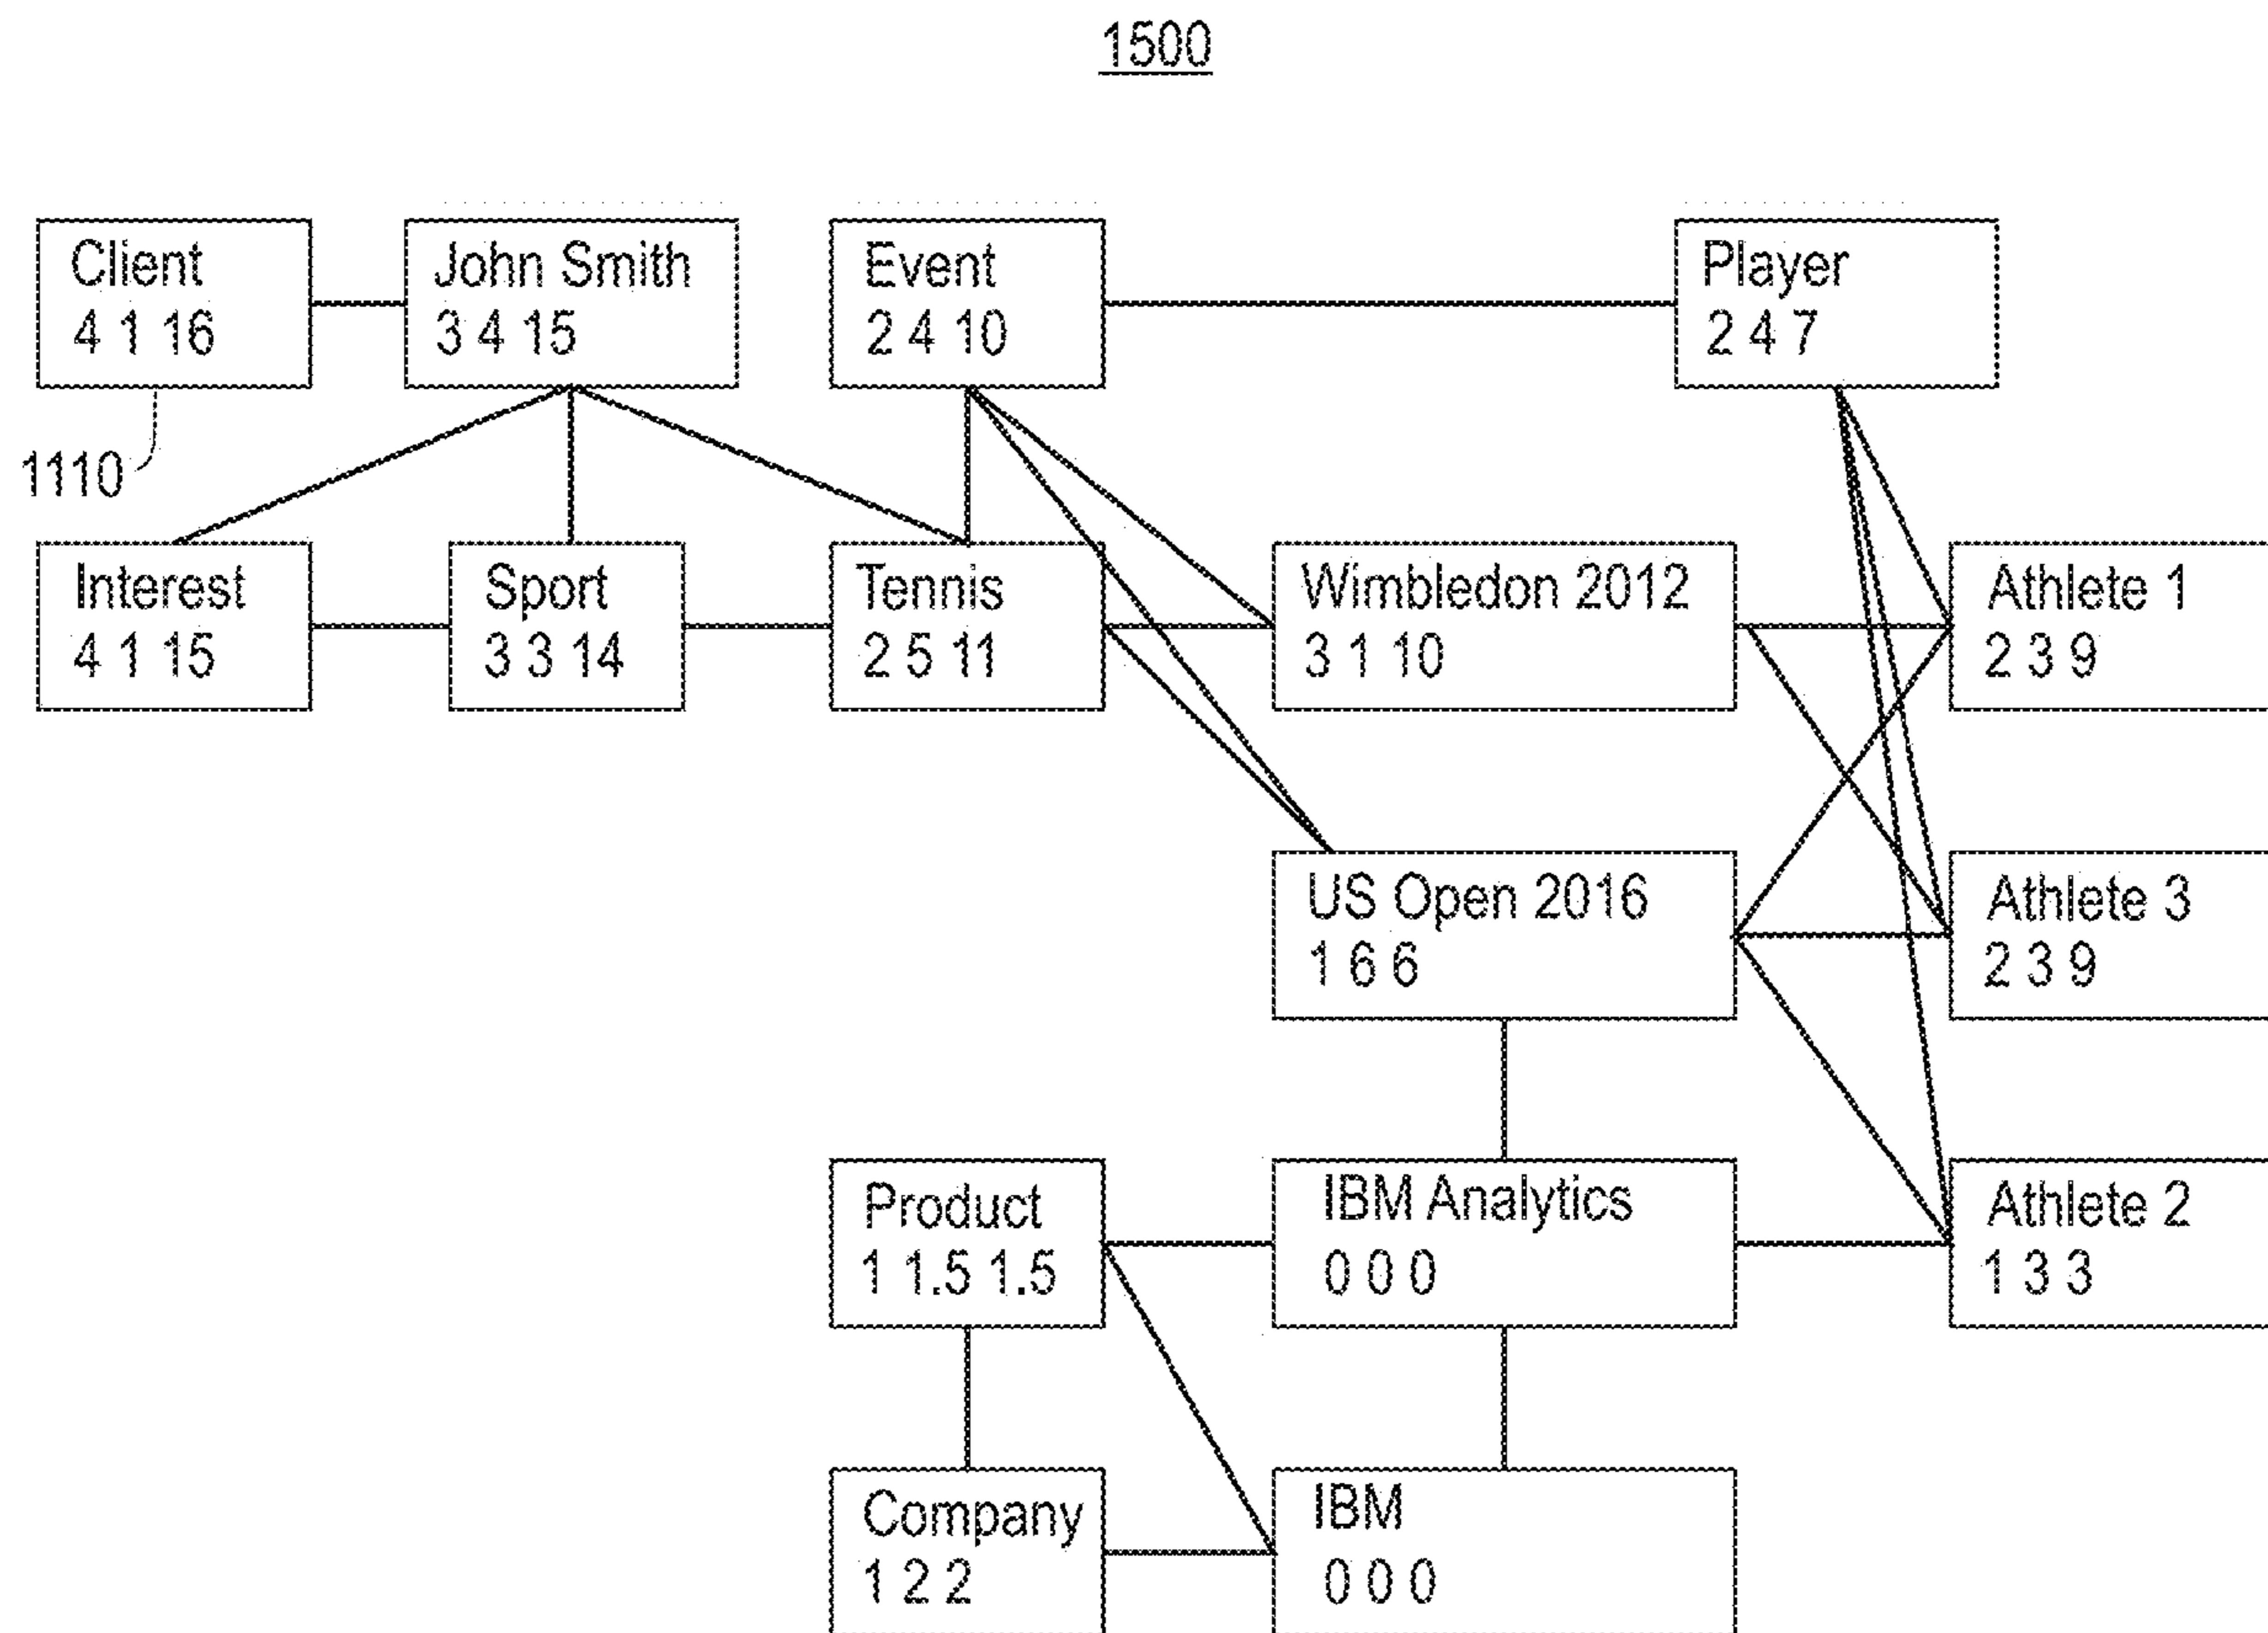 1500
Client
4 1 16
John Smith
3 4 15
Event
2 4 10
Player
2 4 7
1110
Interest
4 1 15
Sport
3 3 14
Tennis
2 5 11
Wimbledon 2012
3 1 10
Athlete 1
2 3 9
US Open 2016
1 6 6
Athlete 3
2 3 9
Product
1 1.5 1.5
IBM Analytics
0 0 0
Athlete 2
1 3 3
Company
1 2 2
IBM
0 0 0